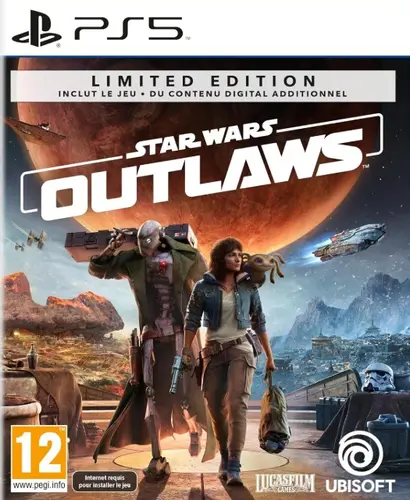 PS5
LIMITED EDITION
INCLUT LE JEU • DU CONTENU DIGITAL ADDITIONNEL
STAR WARS
OUTLAWS™
12
www.pegi.info
Internet requis
pour installer le jeu
LUCASFILM
GAMES
UBISOFT